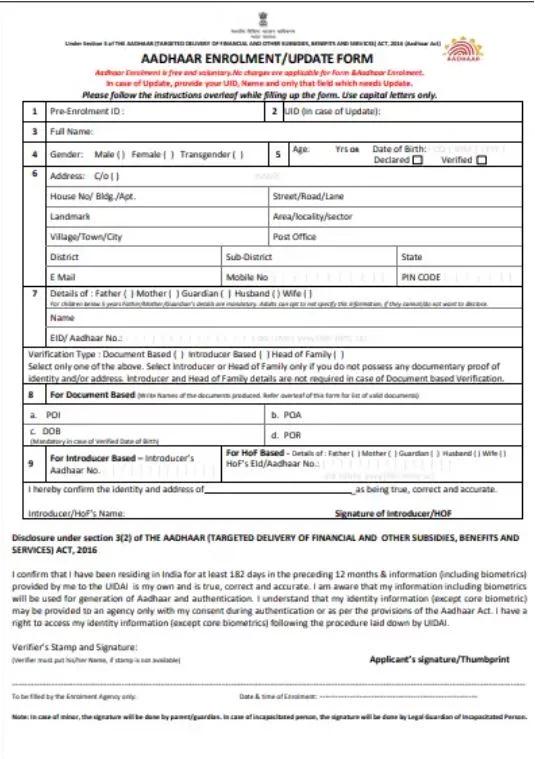 Under Section 3 of THE AADHAAR (TARGETED DELIVERY OF FINANCIAL AND OTHER SUBSIDIES, BENEFITS AND SERVICES) ACT, 2016 (Aadhaar Act)
AADHAAR
AADHAAR ENROLMENT/UPDATE FORM
Aadhaar Enrolment is free and voluntary.No charges are applicable for Form &Aadhaar Enrolment.
In case of Update, provide your UID, Name and only that field which needs Update.
Please follow the instructions overleaf while filling up the form. Use capital letters only.
1 Pre-Enrolment ID : 2 UID (in case of Update):
3 Full Name:
4 Gender: Male ( ) Female ( ) Transgender ( ) 5 Age: Yrs OR Date of Birth:
Declared Verified
6 Address: C/o ( ) NAME
House No/ Bldg./Apt. Street/Road/Lane
Landmark Area/locality/sector
Village/Town/City Post Office
District Sub-District State
E Mail Mobile No PIN CODE
7 Details of : Father ( ) Mother ( ) Guardian ( ) Husband ( ) Wife ( )
For children below 5 years Father/Mother/Guardian's details are mandatory. Adults can opt to not specify this information, if they cannot/do not want to disclose.
Name
EID/ Aadhaar No.:
Verification Type : Document Based ( ) Introducer Based ( ) Head of Family ( )
Select only one of the above. Select Introducer or Head of Family only if you do not possess any documentary proof of
identity and/or address. Introducer and Head of Family details are not required in case of Document based Verification.
8 For Document Based (Write Names of the documents produced. Refer overleaf of this form for list of valid documents)
a. POI b. POA
c. DOB d. POR
(Mandatory in case of Verified Date of Birth)
9 For Introducer Based – Introducer's For HoF Based - Details of : Father ( ) Mother ( ) Guardian ( ) Husband ( ) Wife ( )
Aadhaar No. HoF's EId/Aadhaar No.:
I hereby confirm the identity and address of as being true, correct and accurate.
Introducer/HoF's Name: Signature of Introducer/HOF
Disclosure under section 3(2) of THE AADHAAR (TARGETED DELIVERY OF FINANCIAL AND OTHER SUBSIDIES, BENEFITS AND
SERVICES) ACT, 2016
I confirm that I have been residing in India for at least 182 days in the preceding 12 months & information (including biometrics)
provided by me to the UIDAI is my own and is true, correct and accurate. I am aware that my information including biometrics
will be used for generation of Aadhaar and authentication. I understand that my identity information (except core biometric)
may be provided to an agency only with my consent during authentication or as per the provisions of the Aadhaar Act. I have a
right to access my identity information (except core biometrics) following the procedure laid down by UIDAI.
Verifier's Stamp and Signature:
(Verifier must put his/her Name, if stamp is not available) Applicant's signature/Thumbprint
To be filled by the Enrolment Agency only: Date & time of Enrolment:
Note: In case of minor, the signature will be done by parent/guardian. In case of incapacitated person, the signature will be done by Legal Guardian of Incapacitated Person.